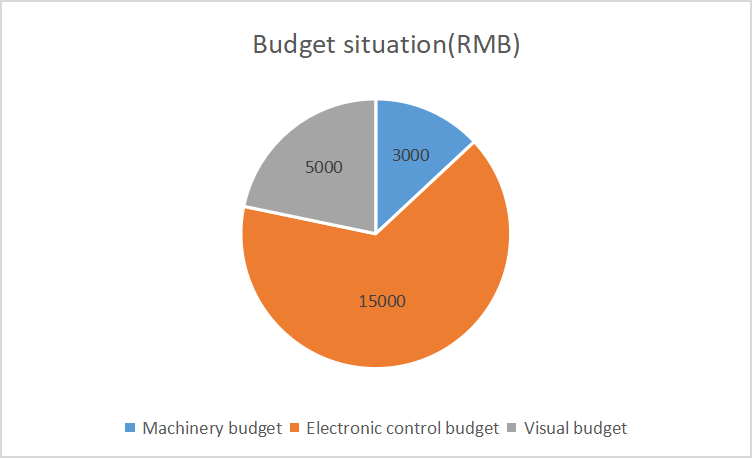 Budget situation(RMB)
3000
5000
15000
Machinery budget Electronic control budget Visual budget